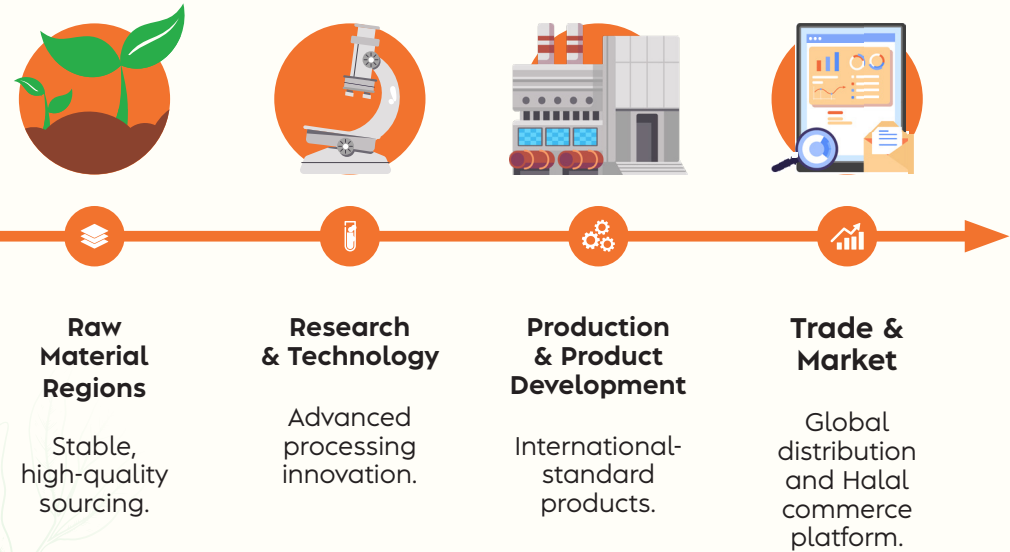 Raw
Material
Regions
Stable,
high-quality
sourcing.
Research
& Technology
Advanced
processing
innovation.
Production
& Product
Development
International-
standard
products.
Trade &
Market
Global
distribution
and Halal
commerce
platform.